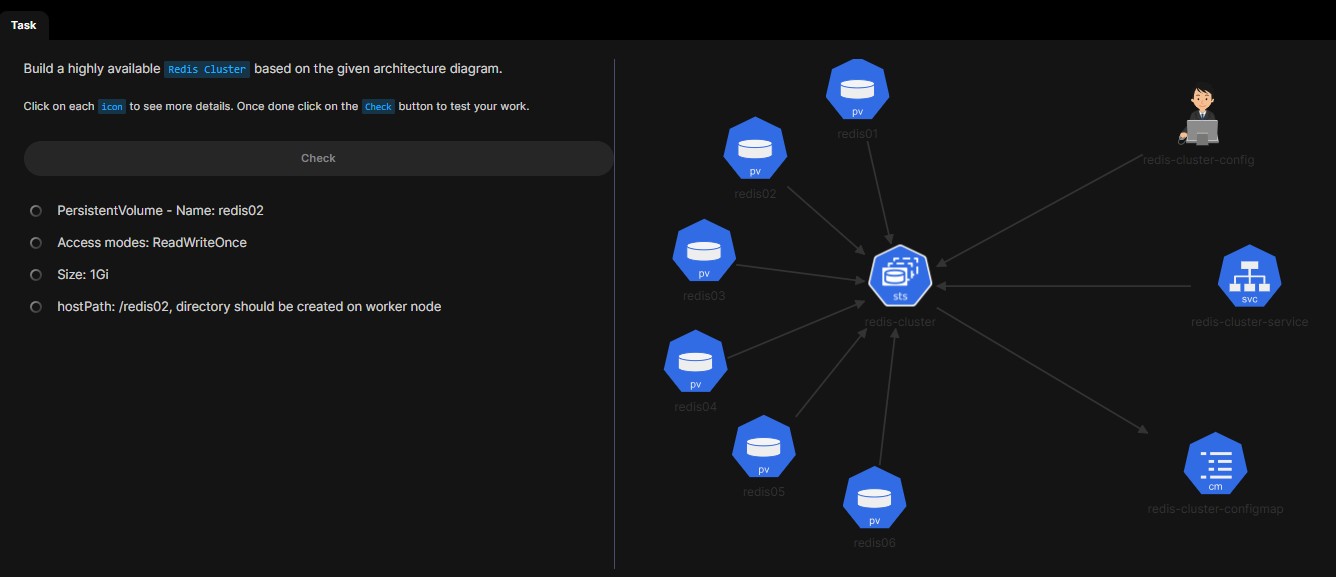 Task
Build a highly available Redis Cluster based on the given architecture diagram.
Click on each icon to see more details. Once done click on the Check button to test your work.
Check
PersistentVolume - Name: redis02
Access modes: ReadWriteOnce
Size: 1Gi
hostPath: /redis02, directory should be created on worker node
pv
redis01
pv
redis02
redis-cluster-config
pv
redis03
sts
redis-cluster
svc
redis-cluster-service
pv
redis04
pv
redis05
cm
redis-cluster-configmap
pv
redis06